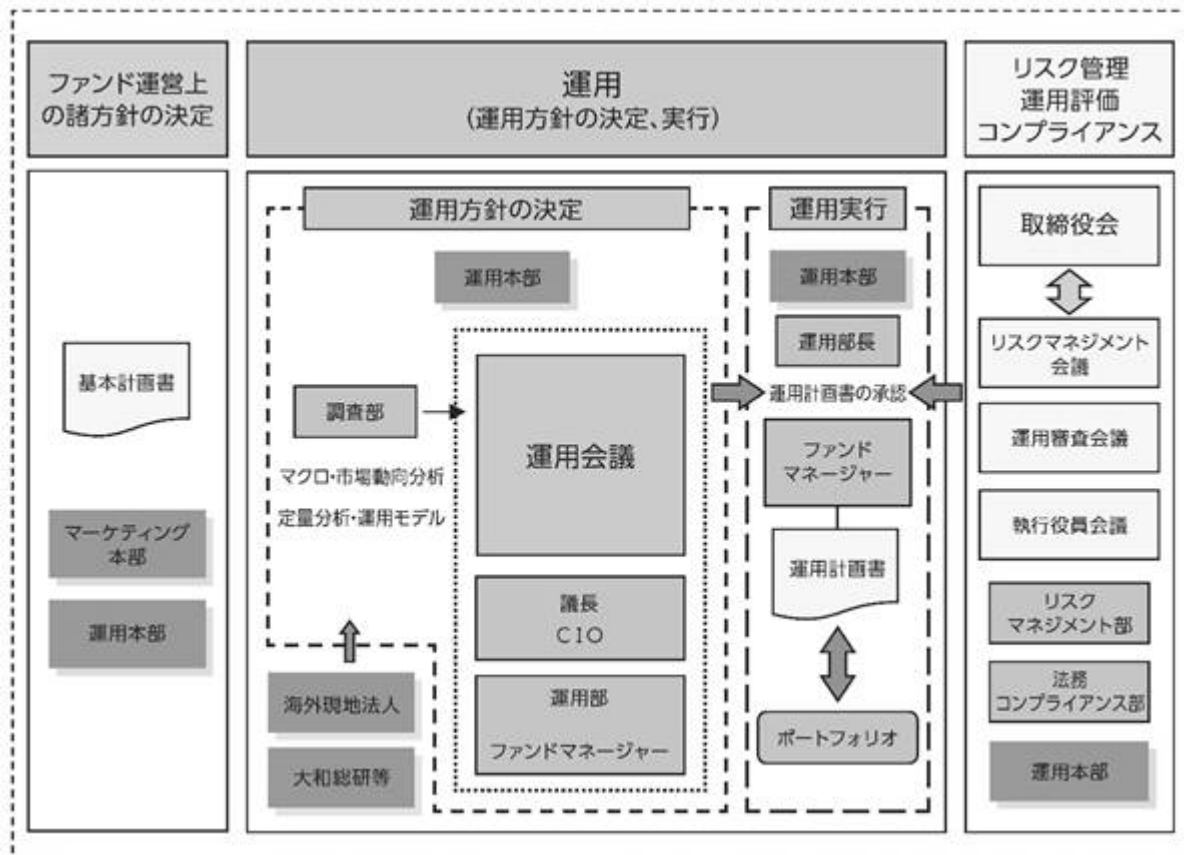 ファンド運営上
の諸方針の決定
運用
(運用方針の決定、実行)
リスク管理
運用評価
コンプライアンス
基本計画書
マーケティング
本部
運用本部
運用方針の決定
運用本部
調査部
マクロ・市場動向分析
定量分析・運用モデル
運用会議
議長
CIO
運用部
ファンドマネージャー
海外現地法人
大和総研等
運用実行
運用本部
運用部長
運用計画書の承認
ファンド
マネージャー
運用計画書
ポートフォリオ
取締役会
リスクマネジメント
会議
運用審査会議
執行役員会議
リスク
マネジメント部
法務
コンプライアンス部
運用本部